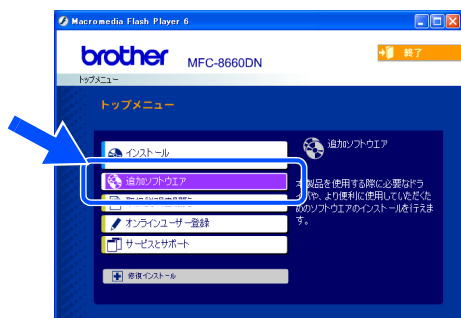 Macromedia Flash Player 6
brother
MFC-8660DN
終了
トップメニュー
トップメニュー
インストール
追加ソフトウエア
オンラインユーザー登録
サービスとサポート
修復インストール
追加ソフトウエア
本製品を使用する際に必要なドラ
イバや、より便利に使用していただくた
めのソフトウエアのインストールを行えま
す。